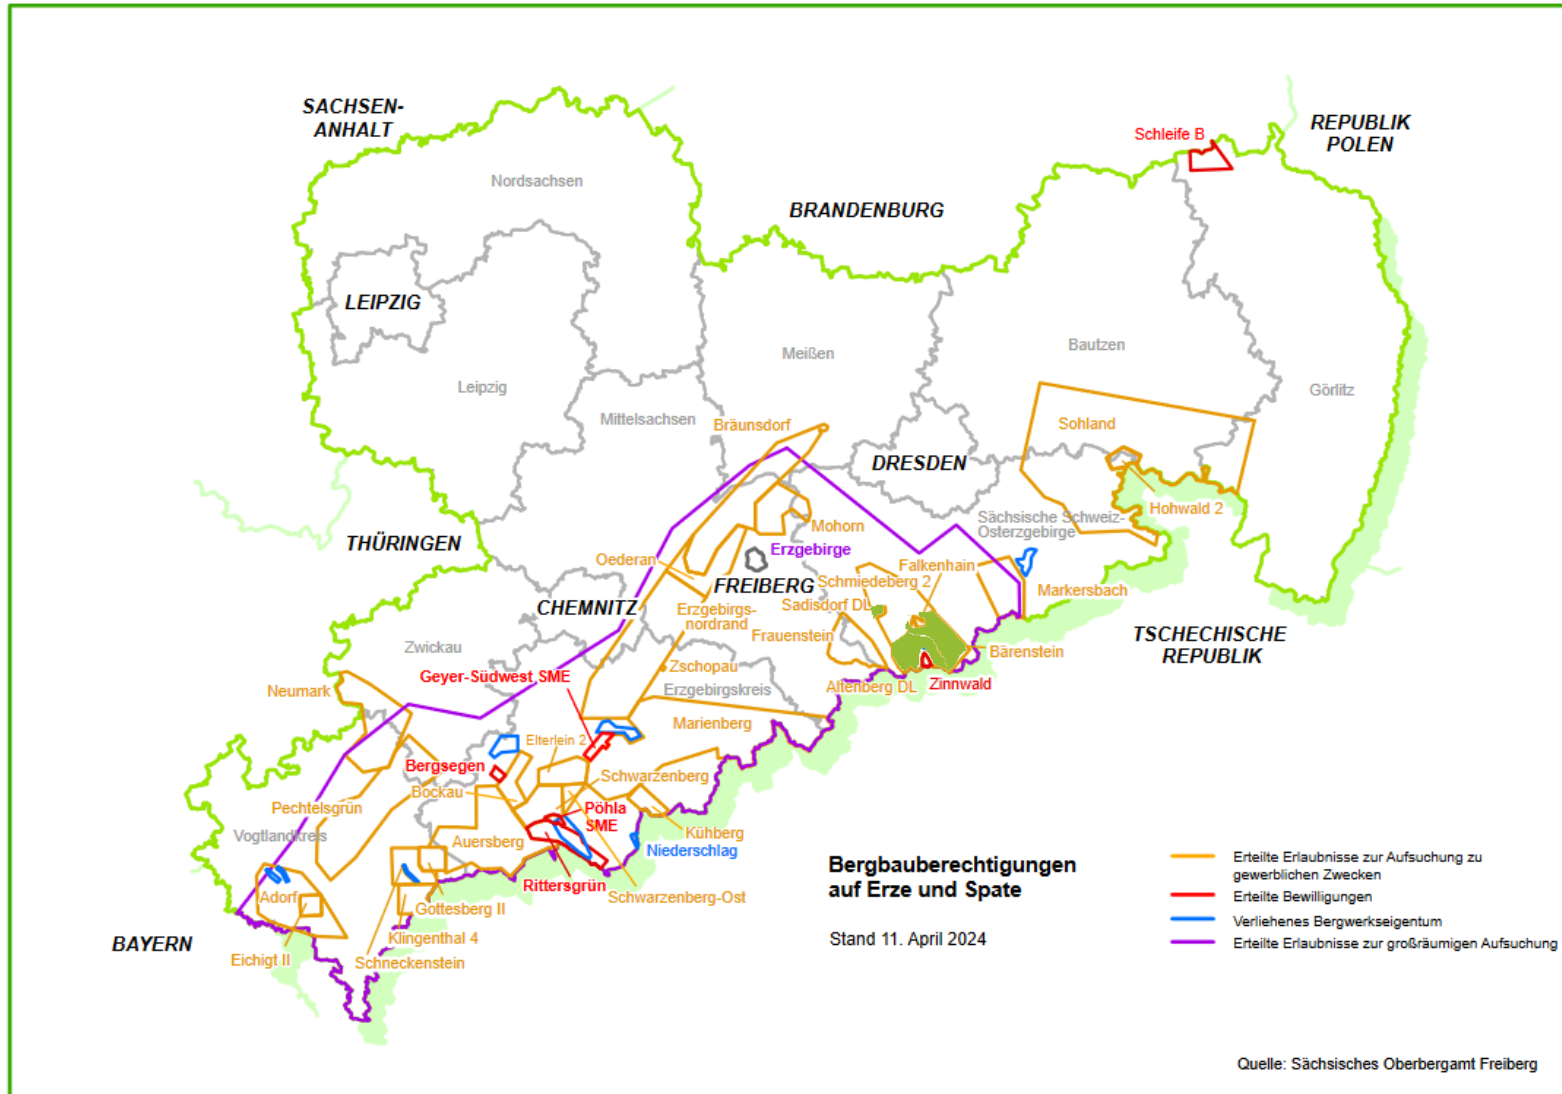 SACHSEN-
ANHALT
Schleife B
REPUBLIK
POLEN
Nordsachsen
BRANDENBURG
LEIPZIG
Meißen
Bautzen
Leipzig
Görlitz
Mittelsachsen
Bräunsdorf
Sohland
DRESDEN
Hohwald 2
Mohorn
Sächsische Schweiz-
Osterzgebirge
THÜRINGEN
Erzgebirge
Oederan
Falkenhain
FREIBERG
Schmiedeberg 2
Markersbach
CHEMNITZ
Sadisdorf DL
Erzgebirgs-
nordrand
Frauenstein
TSCHECHISCHE
REPUBLIK
Zwickau
Bärenstein
Zschopau
Geyer-Südwest SME
Altenberg DL
Zinnwald
Neumark
Erzgebirgskreis
Marienberg
Elterlein 2
Bergsegen
Schwarzenberg
Bockau
Pechtelsgrün
Pöhla
SME
Vogtlandkreis
Auersberg
Kühberg
Niederschlag
Rittersgrün
Schwarzenberg-Ost
Adorf
Gottesberg II
Klingenthal 4
BAYERN
Eichigt II
Schneckenstein
Bergbauberechtigungen
auf Erze und Spate
Stand 11. April 2024
Erteilte Erlaubnisse zur Aufsuchung zu
gewerblichen Zwecken
Erteilte Bewilligungen
Verliehenes Bergwerkseigentum
Erteilte Erlaubnisse zur großräumigen Aufsuchung
Quelle: Sächsisches Oberbergamt Freiberg